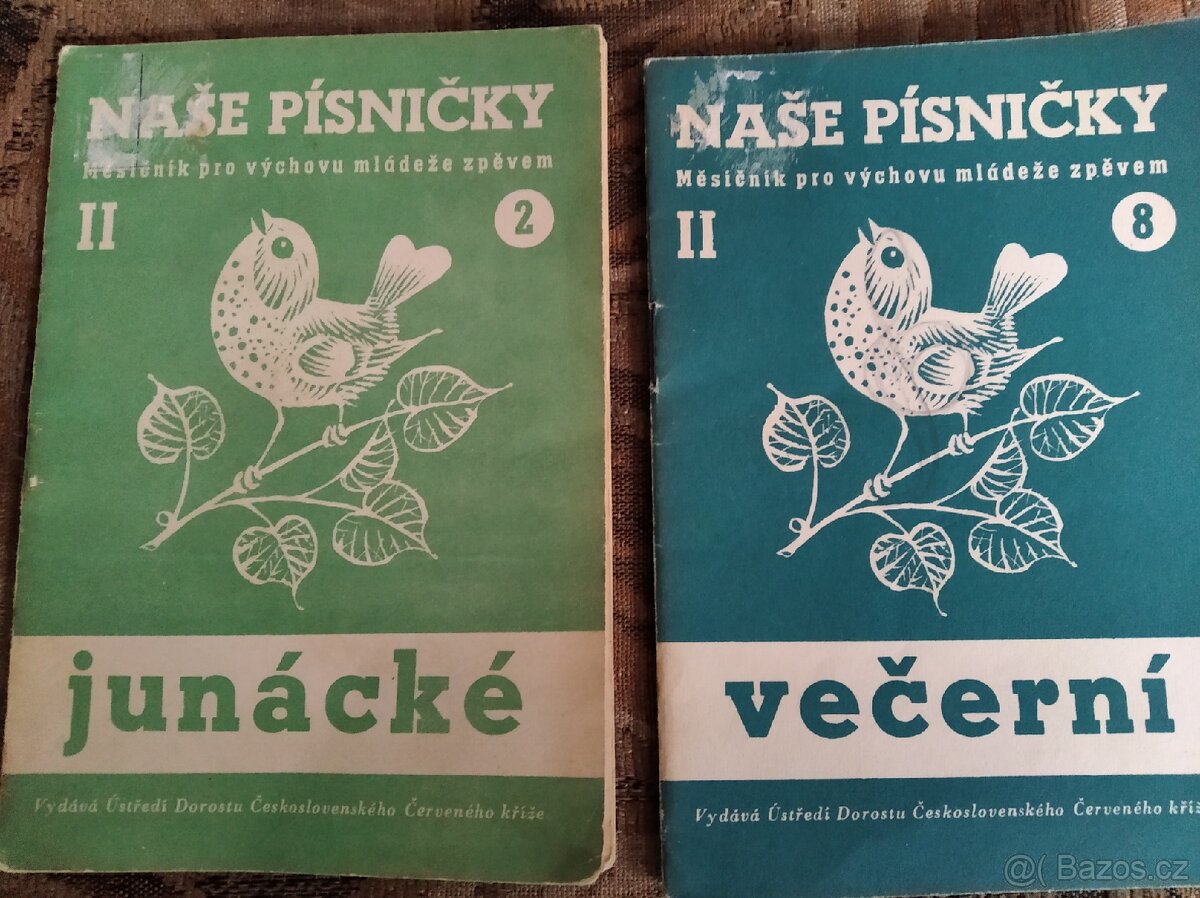 NAŠE PÍSNIČKY
Měsíčník pro výchovu mládeže zpěvem
II
2
junácké
Vydává Ústředí Dorostu Československého Červeného kříže
NAŠE PÍSNIČKY
Měsíčník pro výchovu mládeže zpěvem
II
8
večerní
Vydává Ústředí Dorostu Československého Červeného kříž
@( Bazos.cz